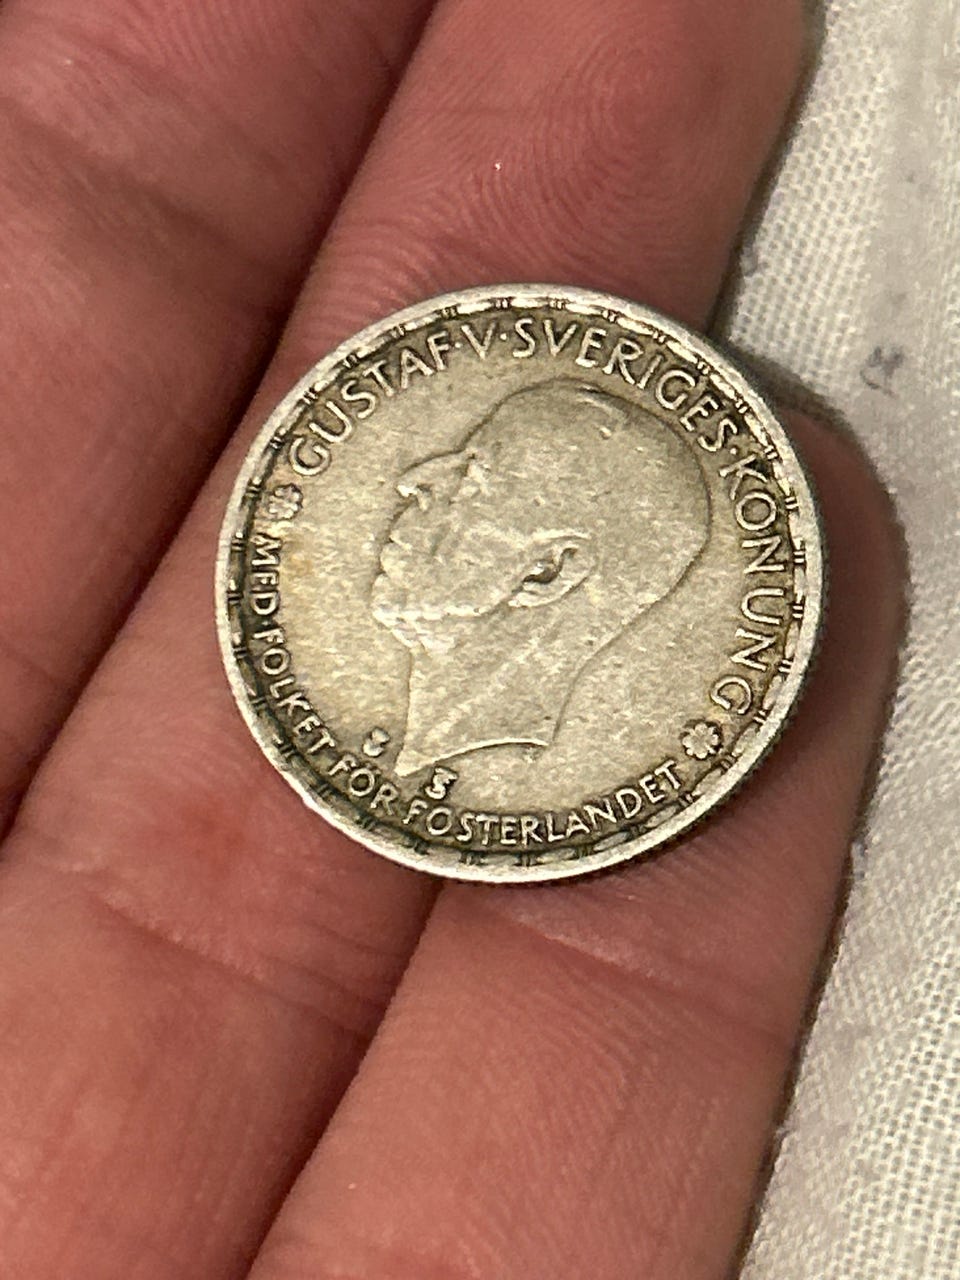 GUSTAF·V·SVERIGES·KONUNG
MED·FOLKET FÖR FOSTERLANDET